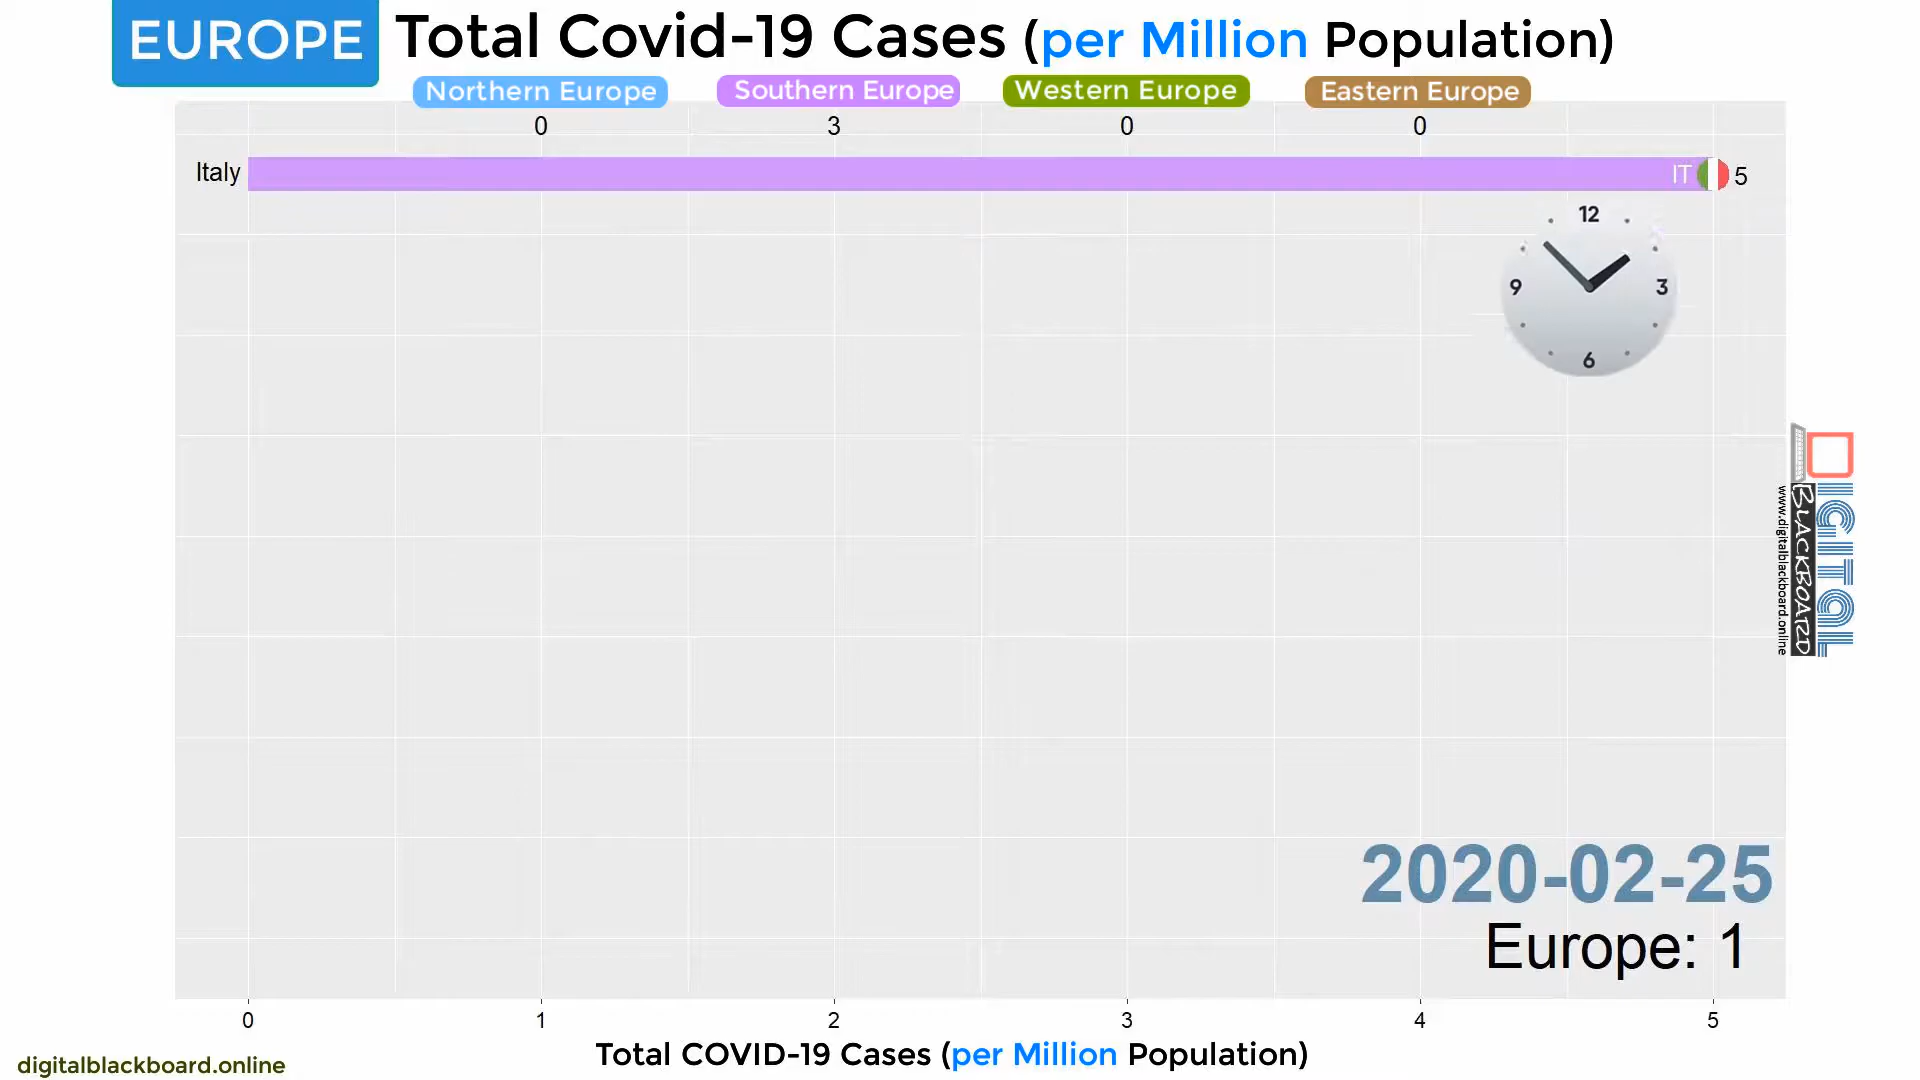 EUROPE Total Covid-19 Cases (per Million Population)
Northern Europe Southern Europe Western Europe Eastern Europe
0 3 0 0
Italy IT 5
12
9 3
6
DIGITAL
BLACKBOARD
www.digitalblackboard.online
2020-02-25
Europe: 1
0 1 2 3 4 5
Total COVID-19 Cases (per Million Population)
digitalblackboard.online